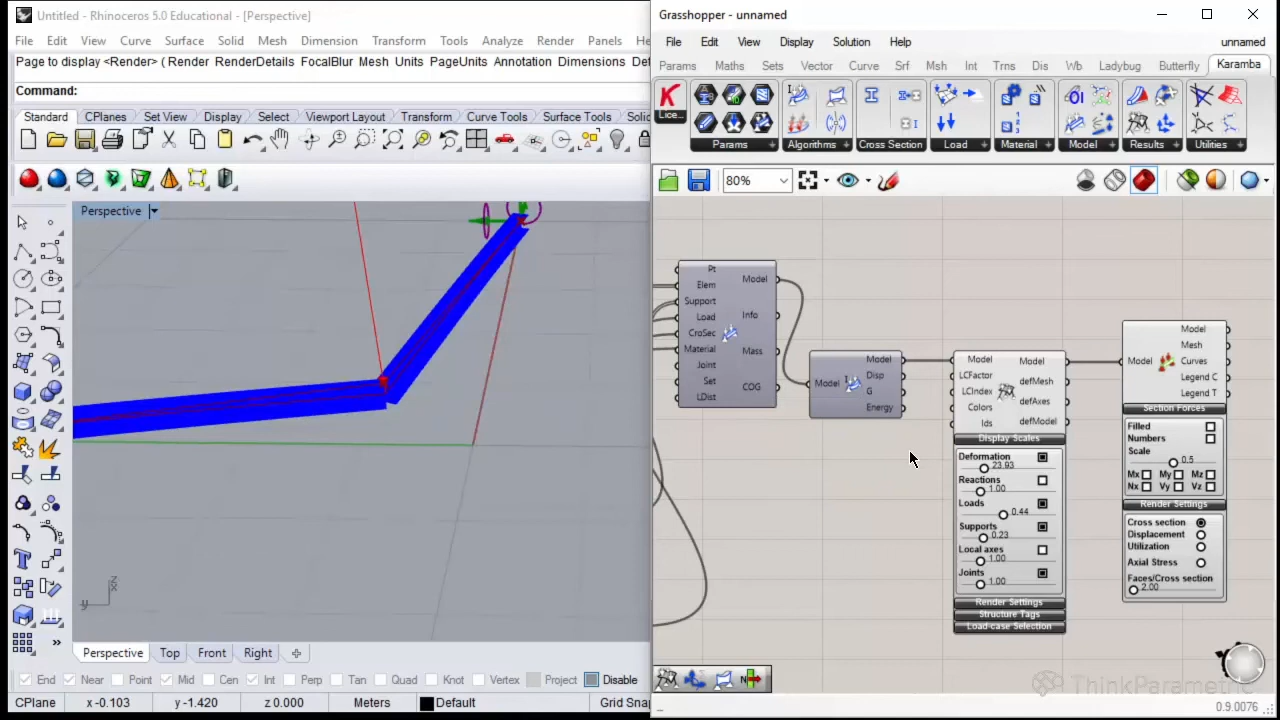 Untitled - Rhinoceros 5.0 Educational - [Perspective]
File Edit View Curve Surface Solid Mesh Dimension Transform Tools Analyze Render Panels He
Page to display <Render> ( Render RenderDetails FocalBlur Mesh Units PageUnits Annotation Dimensions Det
Command:
Standard CPlanes Set View Display Select Viewport Layout Transform Curve Tools Surface Tools Solid
Perspective
z
y
Perspective Top Front Right
End Near Point Mid Cen Int Perp Tan Quad Knot Vertex Project Disable
CPlane x -0.103 y -1.420 z 0.000 Meters Default Grid Snap
Grasshopper - unnamed
File Edit View Display Solution Help unnamed
Params Maths Sets Vector Curve Srf Msh Int Trns Dis Wb Ladybug Butterfly Karamba
Lice...
Params Algorithms Cross Section Load Material Model Results Utilities
80%
Pt
Elem
Support
Load
CroSec
Material
Joint
Set
LDist
Model
Info
Mass
COG
Model
Model
Disp
G
Energy
Model
LCFactor
LCIndex
Colors
Ids
Model
defMesh
defAxes
defModel
Display Scales
Deformation
23.93
Reactions
1.00
Loads
0.44
Supports
0.23
Local axes
1.00
Joints
1.00
Render Settings
Structure Tags
Load-case Selection
Model
Model
Mesh
Curves
Legend C
Legend T
Section Forces
Filled
Numbers
Scale
0.5
Mx My Mz
Nx Vy Vz
Render Settings
Cross section
Displacement
Utilization
Axial Stress
Faces/Cross section
2.00
ThinkParametric
0.9.0076